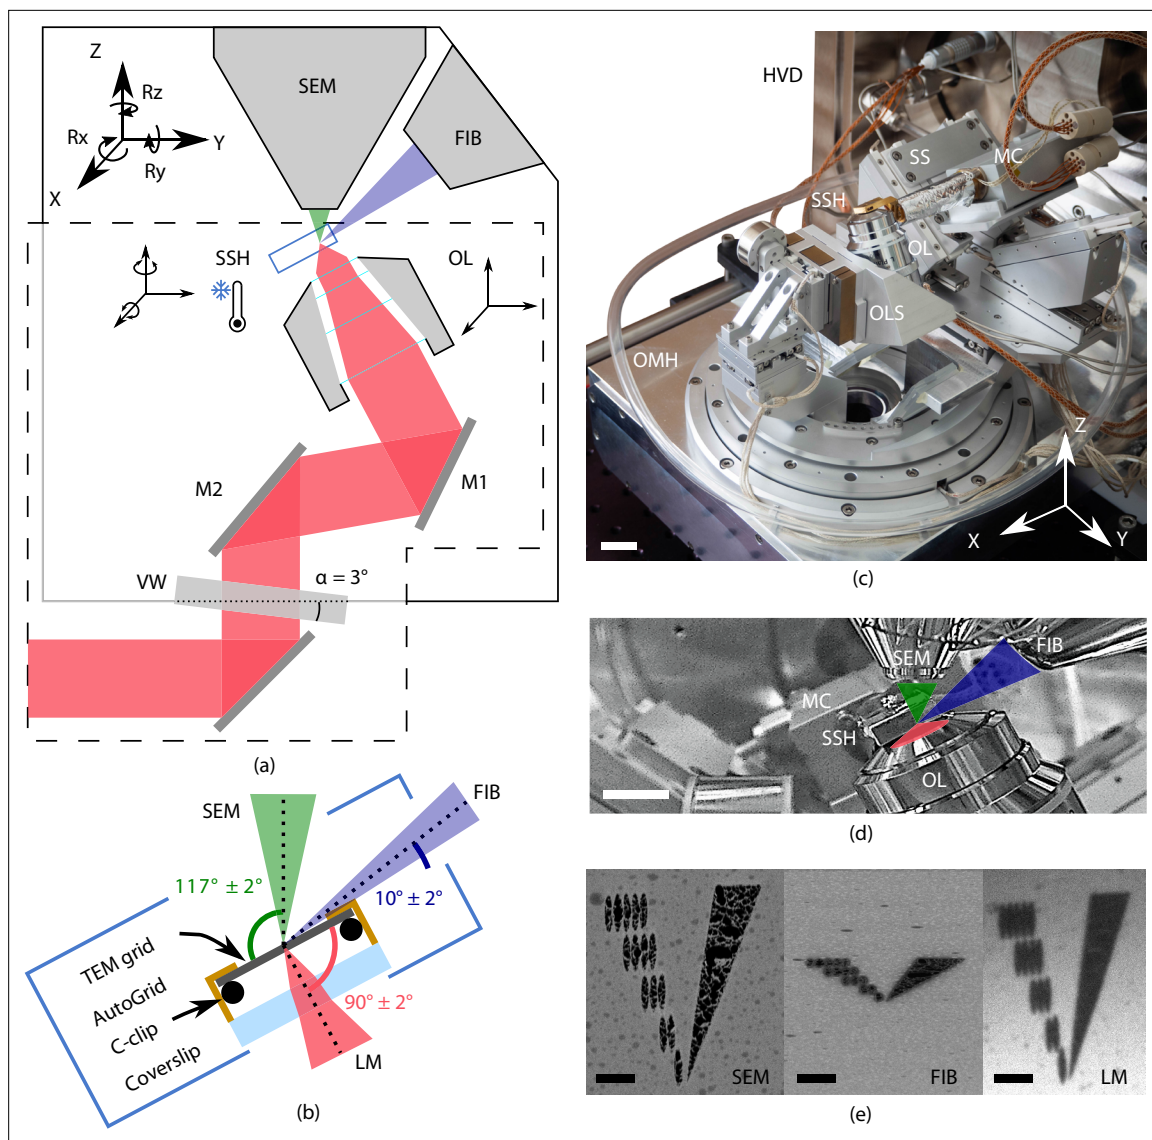 SEM
FIB
Z
Rz
Rx
Y
Ry
X
SSH
OL
M2
M1
VW
α = 3°
(a)
HVD
SS
MC
SSH
OL
OLS
OMH
Z
X
Y
(c)
SEM
FIB
MC
SSH
OL
(d)
SEM
FIB
117° ± 2°
10° ± 2°
TEM grid
AutoGrid
C-clip
Coverslip
90° ± 2°
LM
(b)
SEM
FIB
LM
(e)